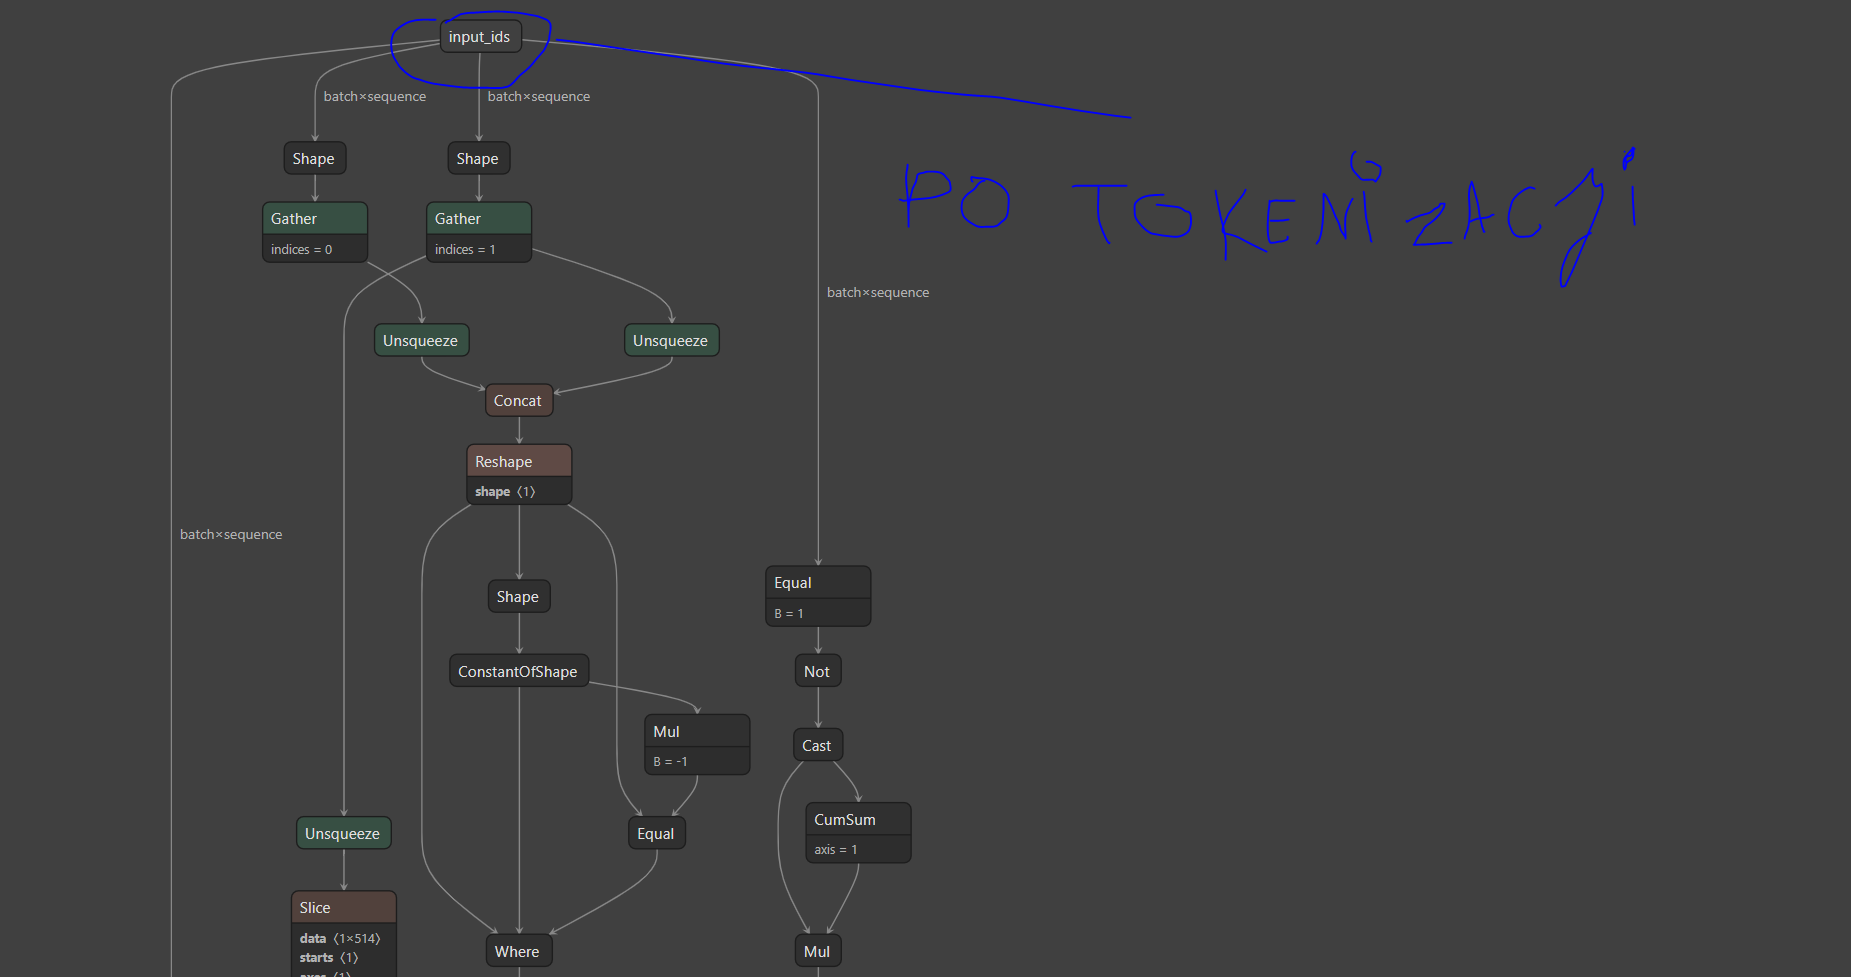 input_ids
batch×sequence
batch×sequence
Shape
Shape
PO TOKENiZACji
Gather
indices = 0
Gather
indices = 1
batch×sequence
Unsqueeze
Unsqueeze
Concat
Reshape
shape ⟨1⟩
batch×sequence
Equal
B = 1
Shape
ConstantOfShape
Not
Mul
B = -1
Cast
CumSum
axis = 1
Unsqueeze
Equal
Slice
data ⟨1×514⟩
starts ⟨1⟩
axes ⟨1⟩
Where
Mul